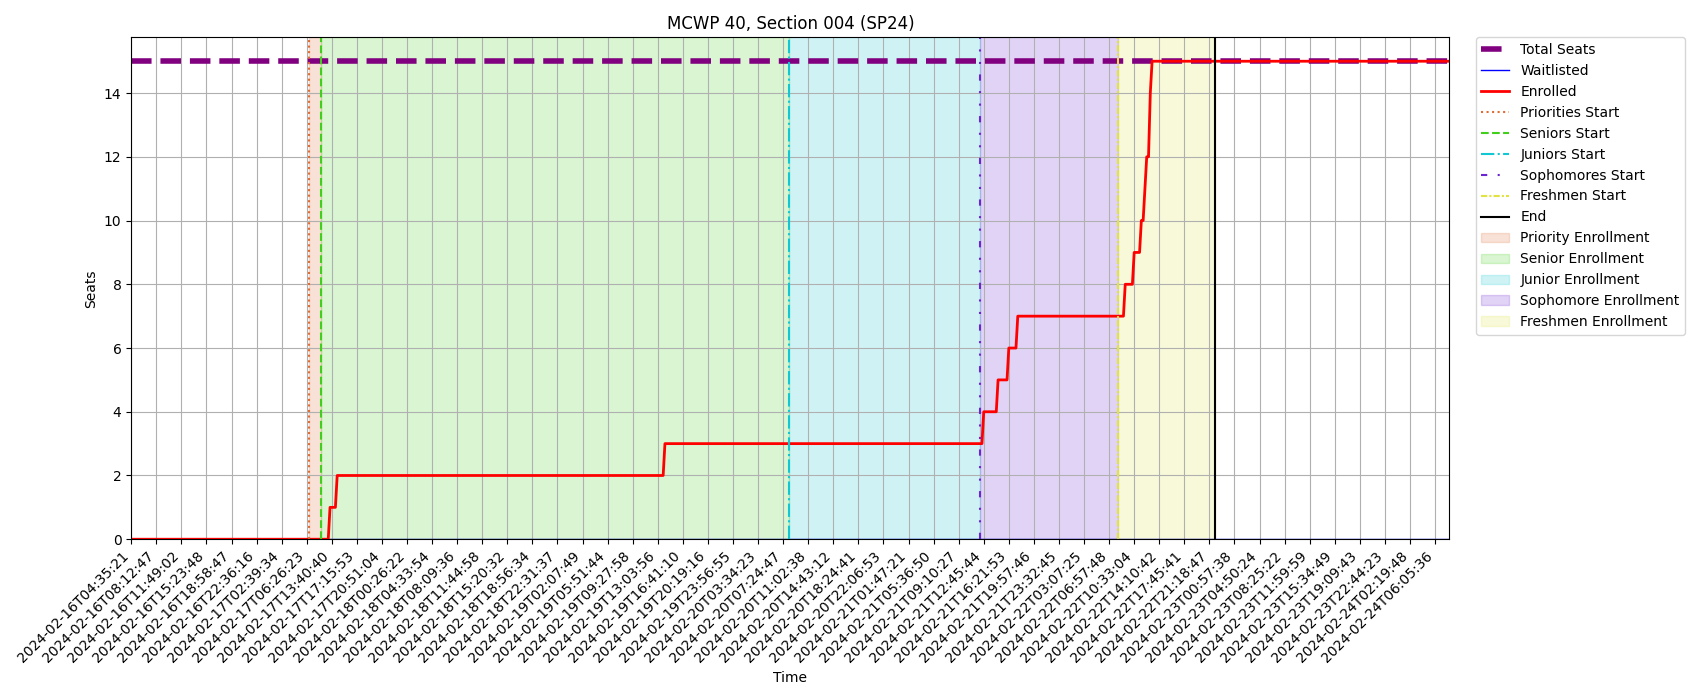 MCWP 40, Section 004 (SP24)
Seats
14
12
10
8
6
4
2
0
2024-02-16T04:35:21
2024-02-16T08:12:47
2024-02-16T11:49:02
2024-02-16T15:23:48
2024-02-16T18:58:47
2024-02-16T22:36:16
2024-02-17T02:39:34
2024-02-17T06:26:23
2024-02-17T13:40:40
2024-02-17T17:15:53
2024-02-17T20:51:04
2024-02-18T00:26:22
2024-02-18T04:33:54
2024-02-18T08:09:36
2024-02-18T11:44:58
2024-02-18T15:20:32
2024-02-18T18:56:34
2024-02-18T22:31:37
2024-02-19T02:07:49
2024-02-19T05:51:44
2024-02-19T09:27:58
2024-02-19T13:03:56
2024-02-19T16:41:10
2024-02-19T20:19:16
2024-02-19T23:56:55
2024-02-20T03:34:23
2024-02-20T07:24:47
2024-02-20T11:02:38
2024-02-20T14:43:12
2024-02-20T18:24:41
2024-02-20T22:06:53
2024-02-21T01:47:21
2024-02-21T05:36:50
2024-02-21T09:10:27
2024-02-21T12:45:44
2024-02-21T16:21:53
2024-02-21T19:57:46
2024-02-21T23:32:45
2024-02-22T03:07:25
2024-02-22T06:57:48
2024-02-22T10:33:04
2024-02-22T14:10:42
2024-02-22T17:45:41
2024-02-22T21:18:47
2024-02-23T00:57:38
2024-02-23T04:50:24
2024-02-23T08:25:22
2024-02-23T11:59:59
2024-02-23T15:34:49
2024-02-23T19:09:43
2024-02-23T22:44:23
2024-02-24T02:19:48
2024-02-24T06:05:36
Time
Total Seats
Waitlisted
Enrolled
Priorities Start
Seniors Start
Juniors Start
Sophomores Start
Freshmen Start
End
Priority Enrollment
Senior Enrollment
Junior Enrollment
Sophomore Enrollment
Freshmen Enrollment